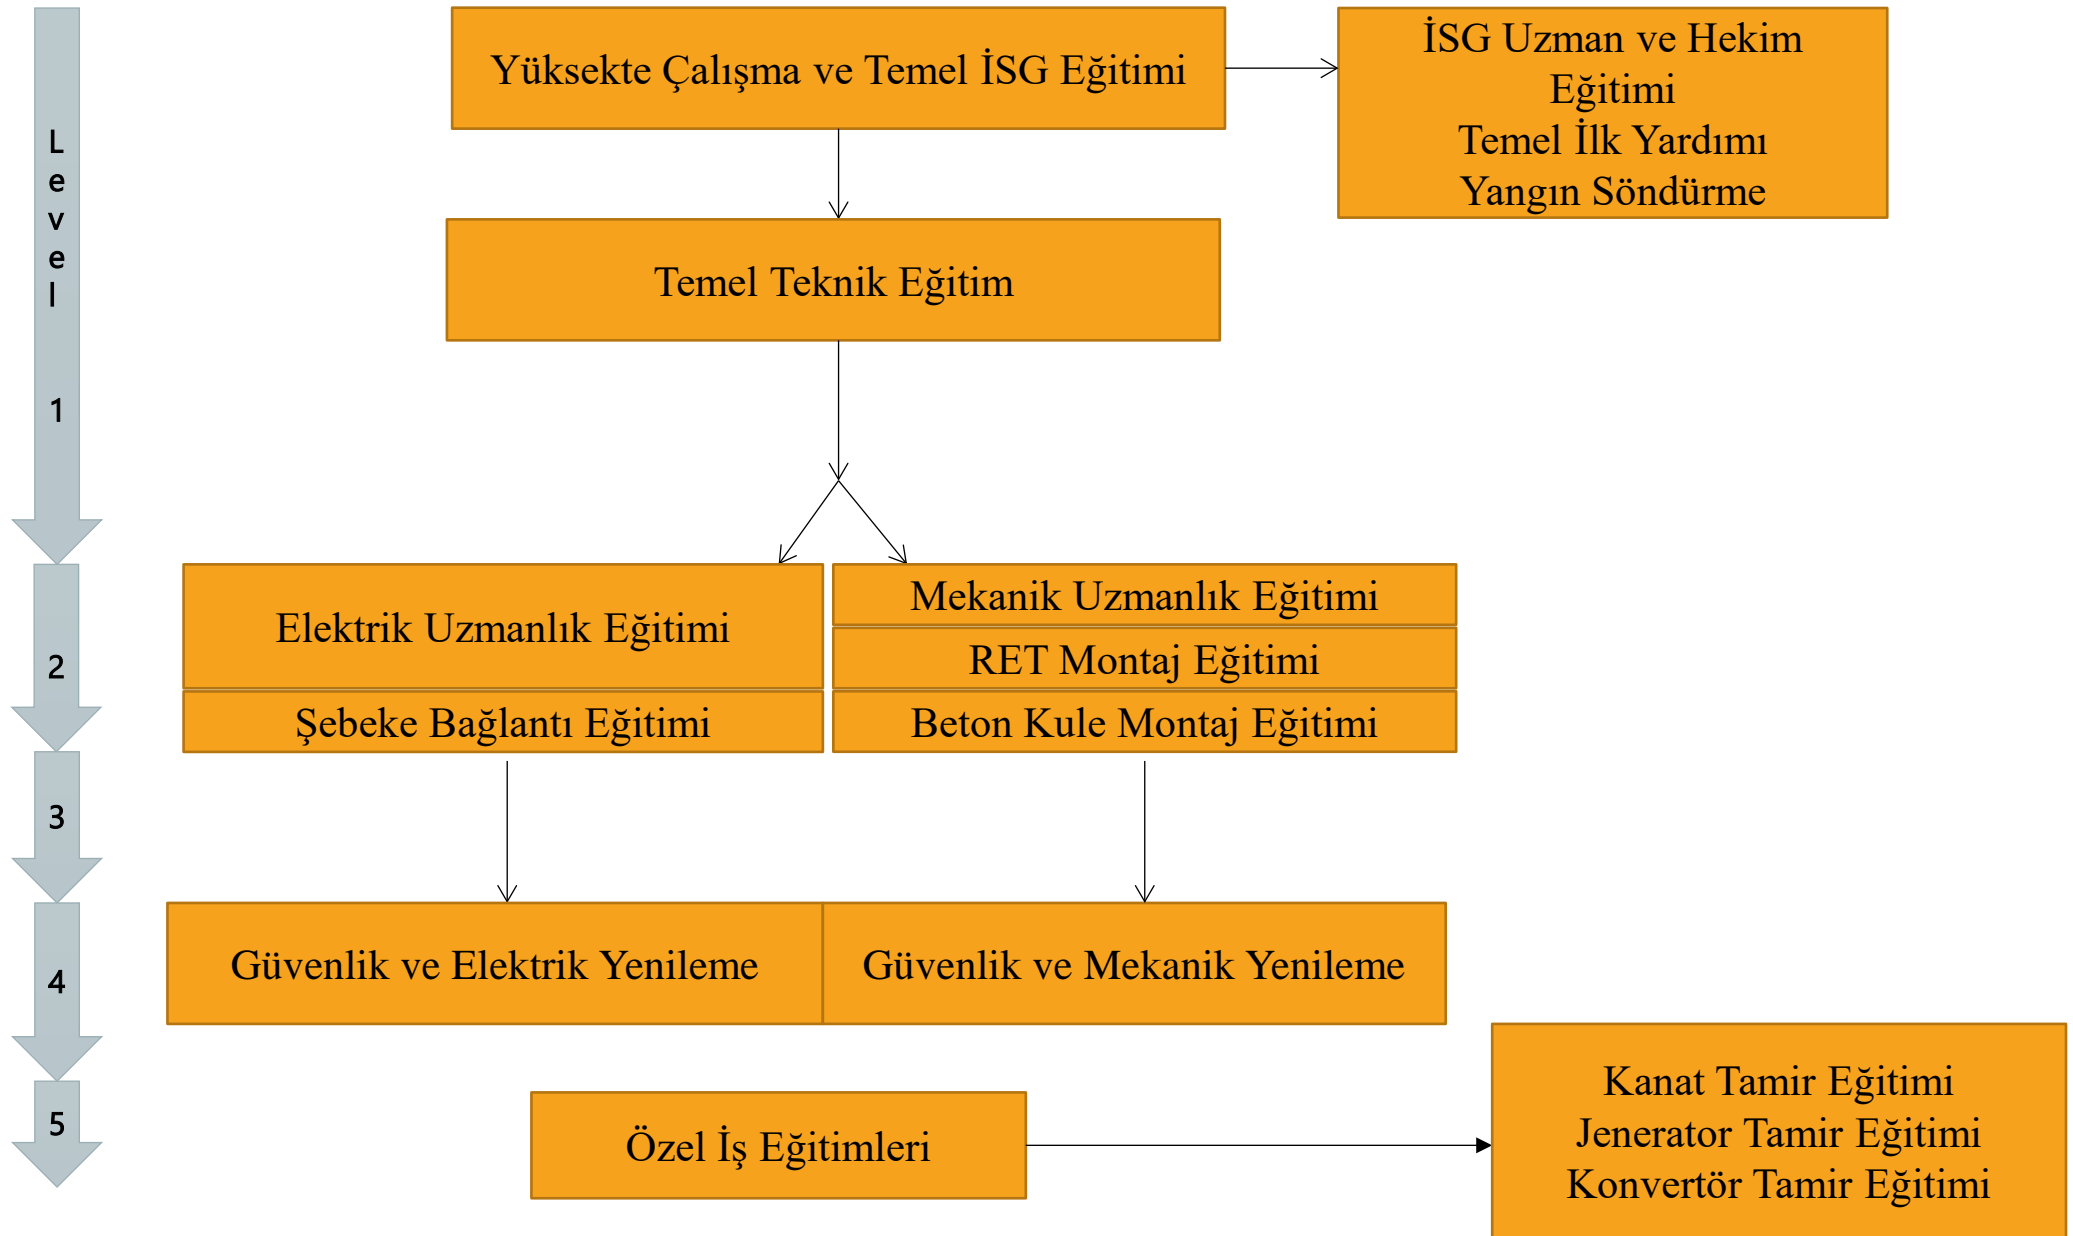 Level 1
Yüksekte Çalışma ve Temel İSG Eğitimi
İSG Uzman ve Hekim
Eğitimi
Temel İlk Yardımı
Yangın Söndürme
Temel Teknik Eğitim
2
Elektrik Uzmanlık Eğitimi
Şebeke Bağlantı Eğitimi
Mekanik Uzmanlık Eğitimi
RET Montaj Eğitimi
Beton Kule Montaj Eğitimi
3
4
Güvenlik ve Elektrik Yenileme
Güvenlik ve Mekanik Yenileme
5
Özel İş Eğitimleri
Kanat Tamir Eğitimi
Jenerator Tamir Eğitimi
Konvertör Tamir Eğitimi